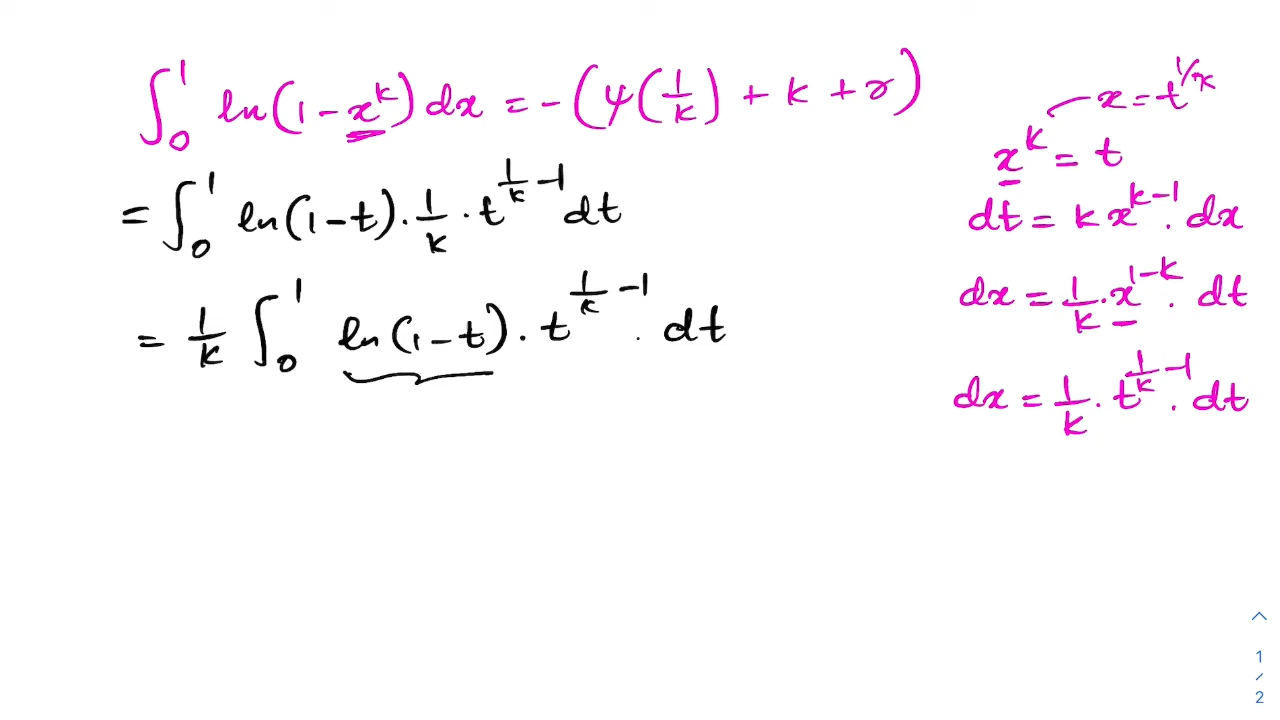 ∫₀¹ ln(1-x^k) dx = -(ψ(1/k) + k + γ)
x = t^(1/k)
x^k = t
= ∫₀¹ ln(1-t) · 1/k · t^(1/k -1) dt
dt = k x^(k-1) · dx
= 1/k ∫₀¹ ln(1-t) · t^(1/k -1) · dt
dx = 1/k · x^(1-k) · dt
dx = 1/k · t^(1/k -1) · dt
1
/
2